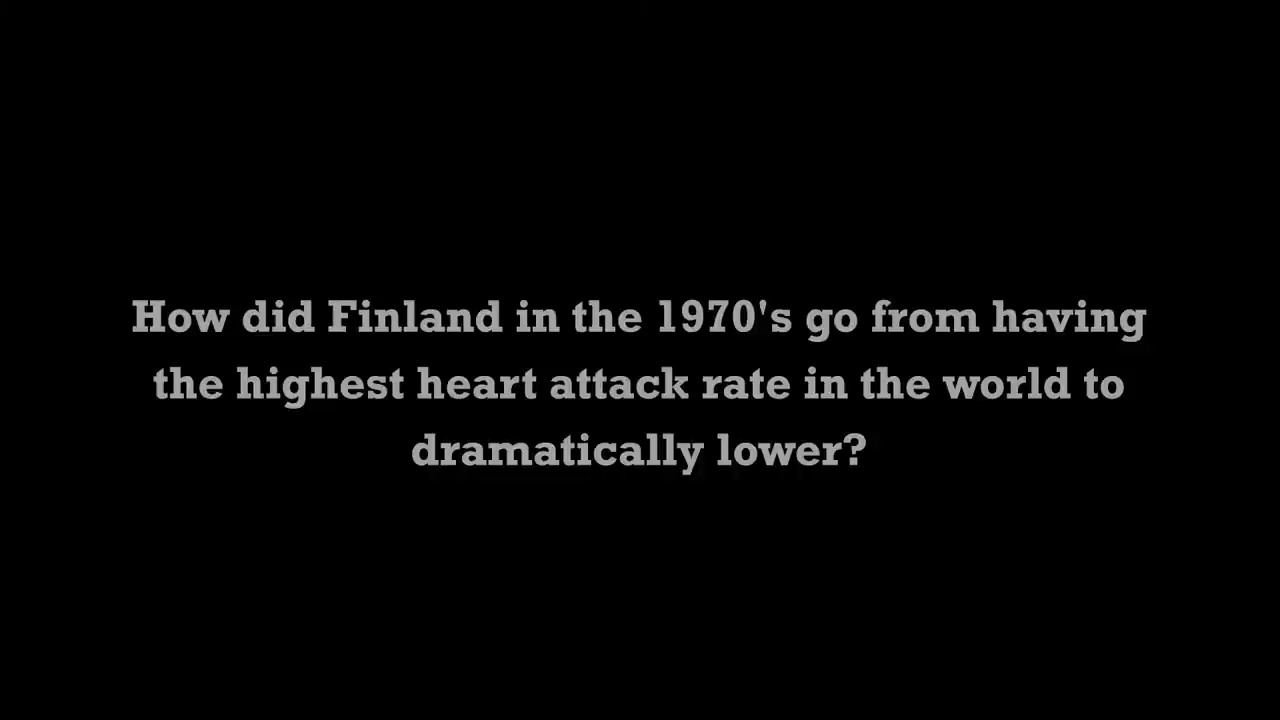 How did Finland in the 1970's go from having
the highest heart attack rate in the world to
dramatically lower?